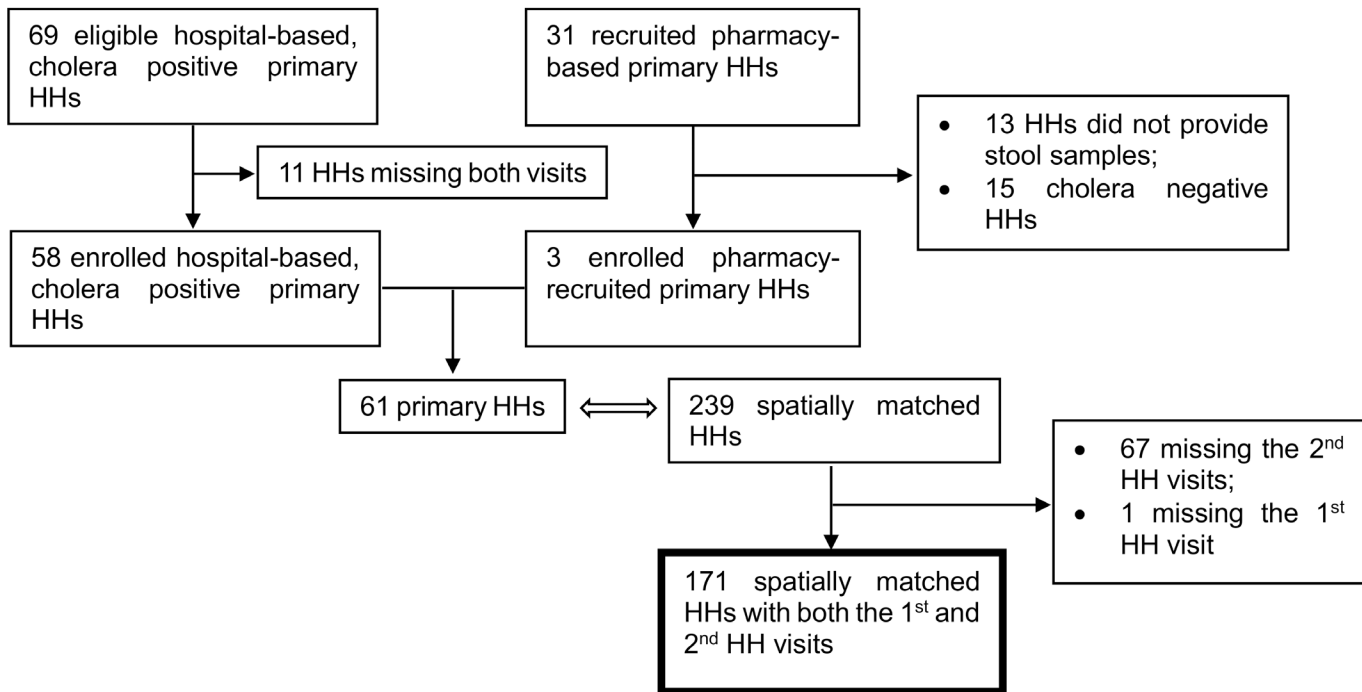 69 eligible hospital-based,
cholera positive primary
HHs
31 recruited pharmacy-
based primary HHs
• 13 HHs did not provide
stool samples;
• 15 cholera negative
HHs
11 HHs missing both visits
58 enrolled hospital-based,
cholera positive primary
HHs
3 enrolled pharmacy-
recruited primary HHs
61 primary HHs
239 spatially matched
HHs
• 67 missing the 2nd
HH visits;
• 1 missing the 1st
HH visit
171 spatially matched
HHs with both the 1st and
2nd HH visits